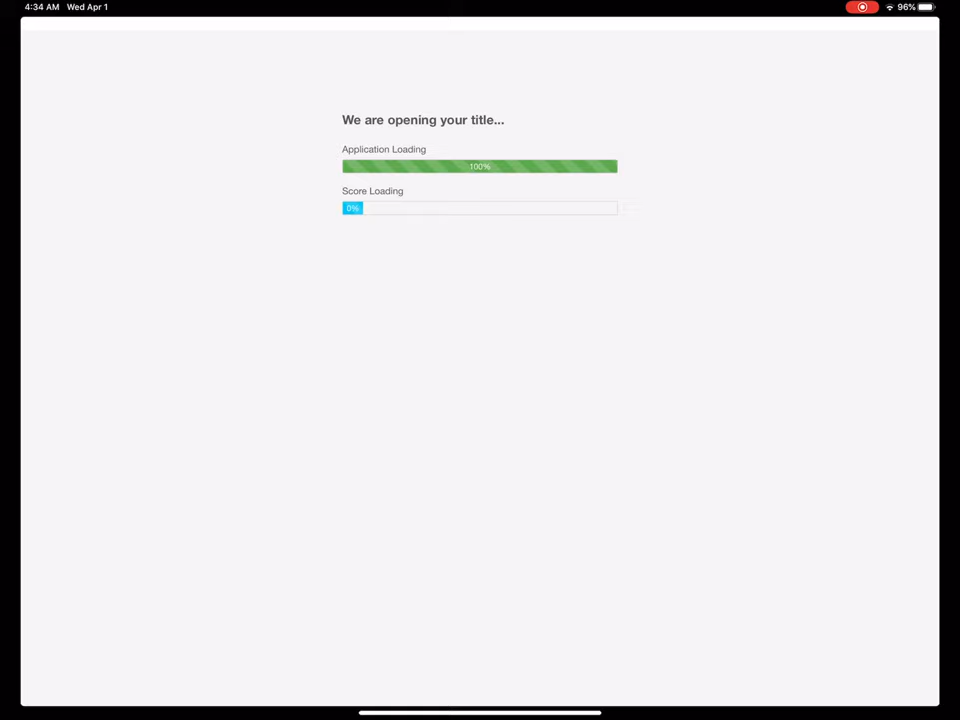 4:34 AM Wed Apr 1
96%
We are opening your title...
Application Loading
100%
Score Loading
0%